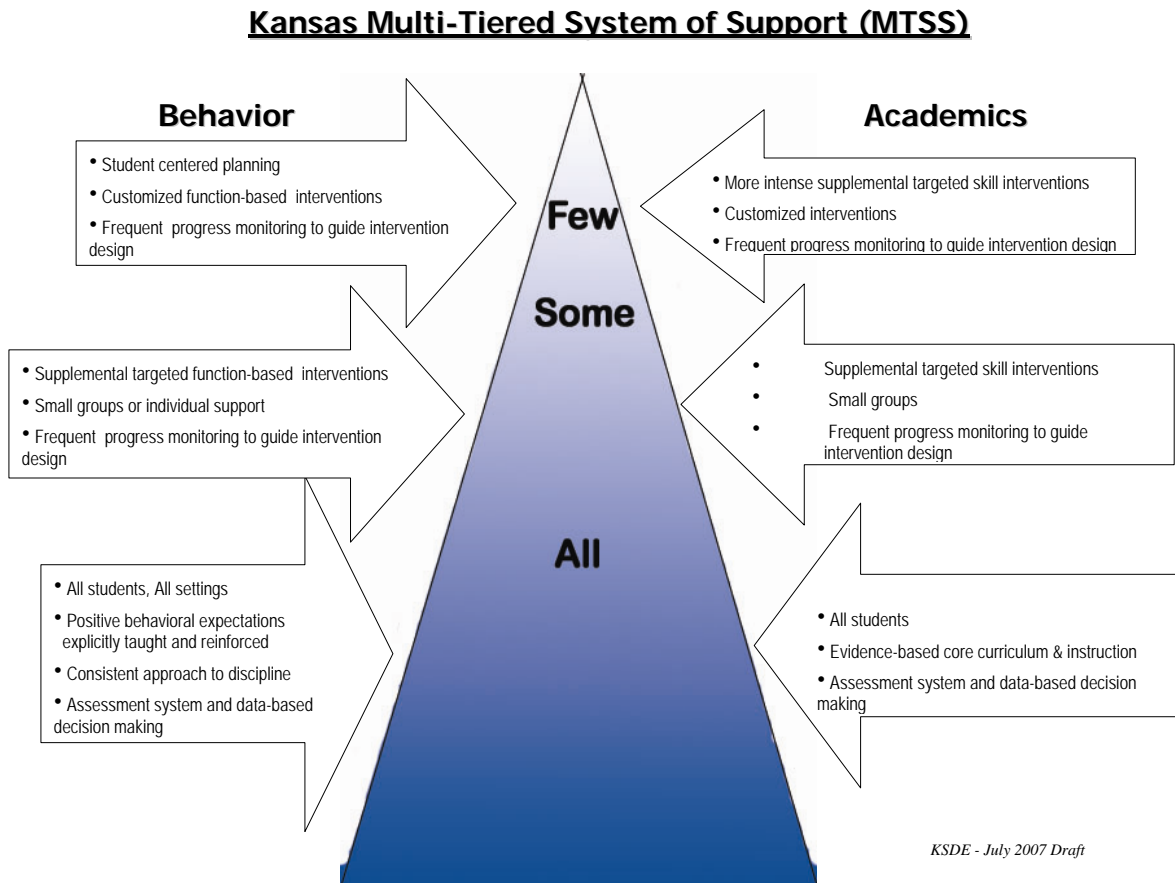 Kansas Multi-Tiered System of Support (MTSS)
Behavior
• Student centered planning
• Customized function-based interventions
• Frequent progress monitoring to guide intervention
design
• Supplemental targeted function-based interventions
• Small groups or individual support
• Frequent progress monitoring to guide intervention
design
• All students, All settings
• Positive behavioral expectations
explicitly taught and reinforced
• Consistent approach to discipline
• Assessment system and data-based
decision making
Few
Some
All
Academics
• More intense supplemental targeted skill interventions
• Customized interventions
• Frequent progress monitoring to guide intervention design
• Supplemental targeted skill interventions
• Small groups
• Frequent progress monitoring to guide
intervention design
• All students
• Evidence-based core curriculum & instruction
• Assessment system and data-based decision
making
KSDE - July 2007 Draft